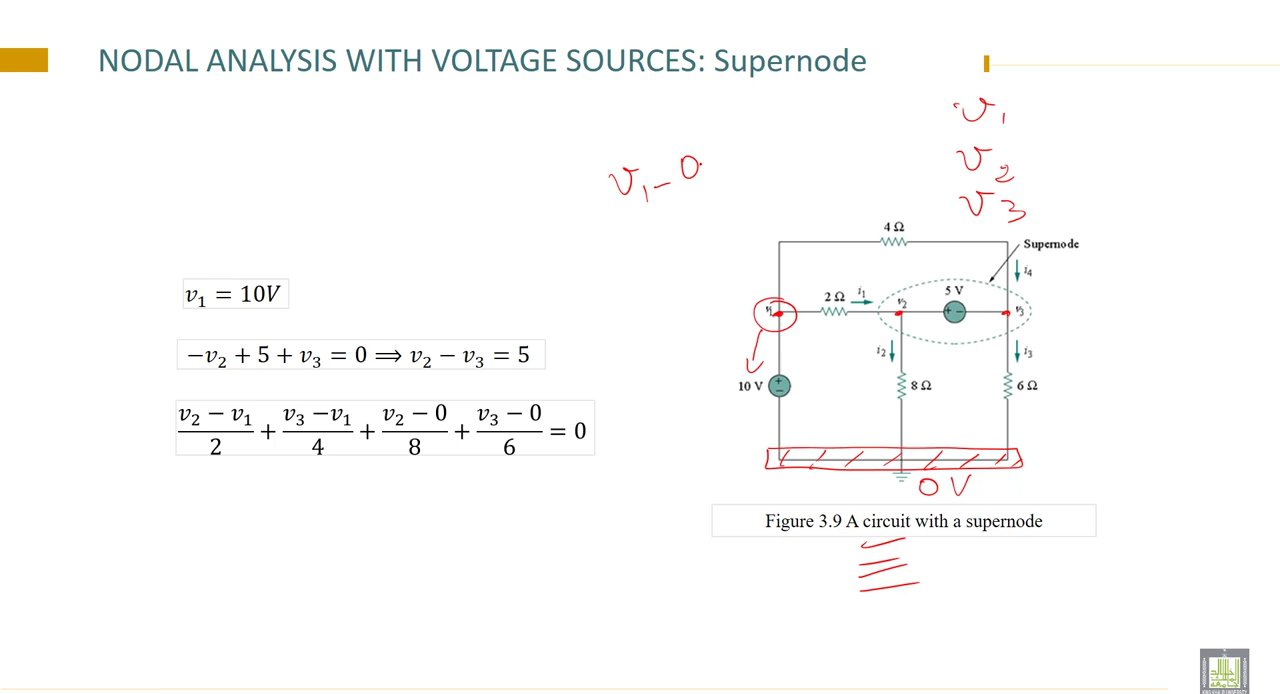 NODAL ANALYSIS WITH VOLTAGE SOURCES: Supernode
v₁
v₂
v₃
v₁ – 0
4 Ω
Supernode
i₄
2 Ω
i₁
v₂
5 V
+ −
v₃
v₁ = 10V
−v₂ + 5 + v₃ = 0 ⟹ v₂ − v₃ = 5
i₂
i₃
10 V
+
−
8 Ω
6 Ω
(v₂ − v₁)/2 + (v₃ − v₁)/4 + (v₂ − 0)/8 + (v₃ − 0)/6 = 0
0 V
Figure 3.9 A circuit with a supernode